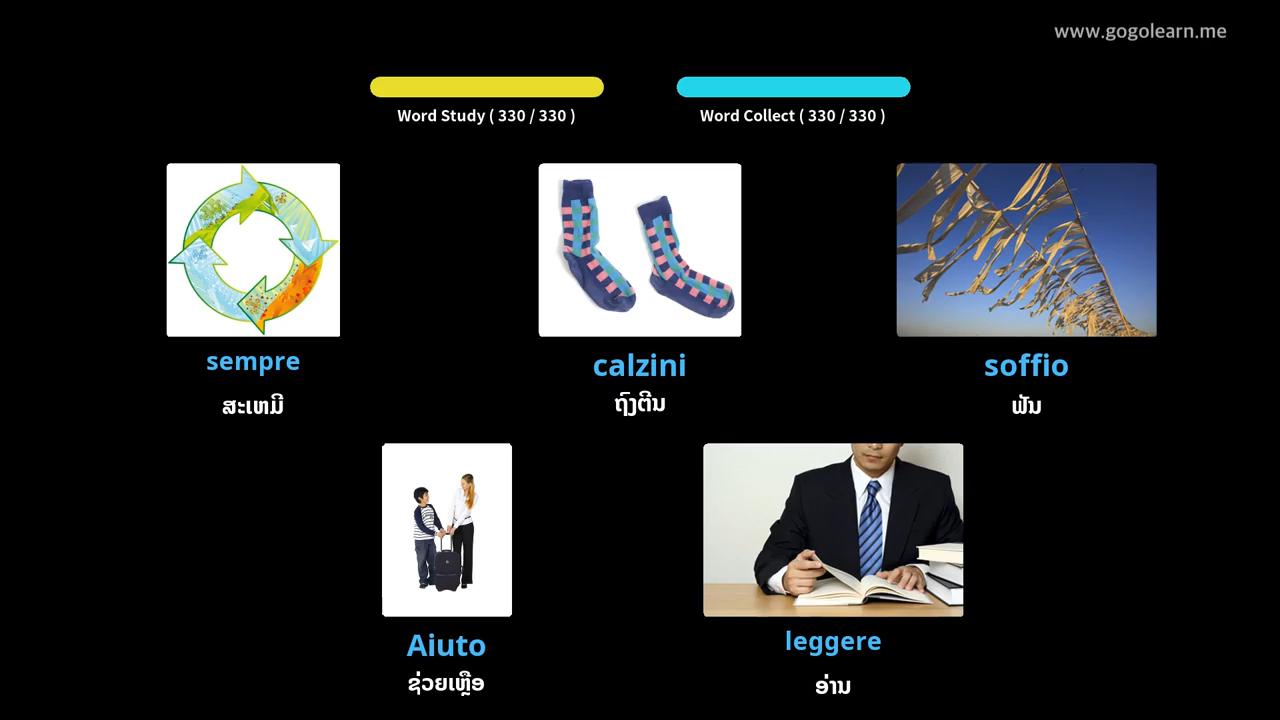 www.gogolearn.me
Word Study ( 330 / 330 )
Word Collect ( 330 / 330 )
sempre
ສະເຫມີ
calzini
ຖົງຕີນ
soffio
ຟັນ
Aiuto
ຊ່ວຍເຫຼືອ
leggere
ອ່ານ